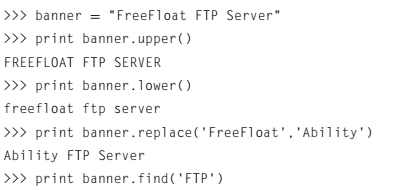 >>> banner = "FreeFloat FTP Server"
>>> print banner.upper()
FREEFLOAT FTP SERVER
>>> print banner.lower()
freefloat ftp server
>>> print banner.replace('FreeFloat','Ability')
Ability FTP Server
>>> print banner.find('FTP')